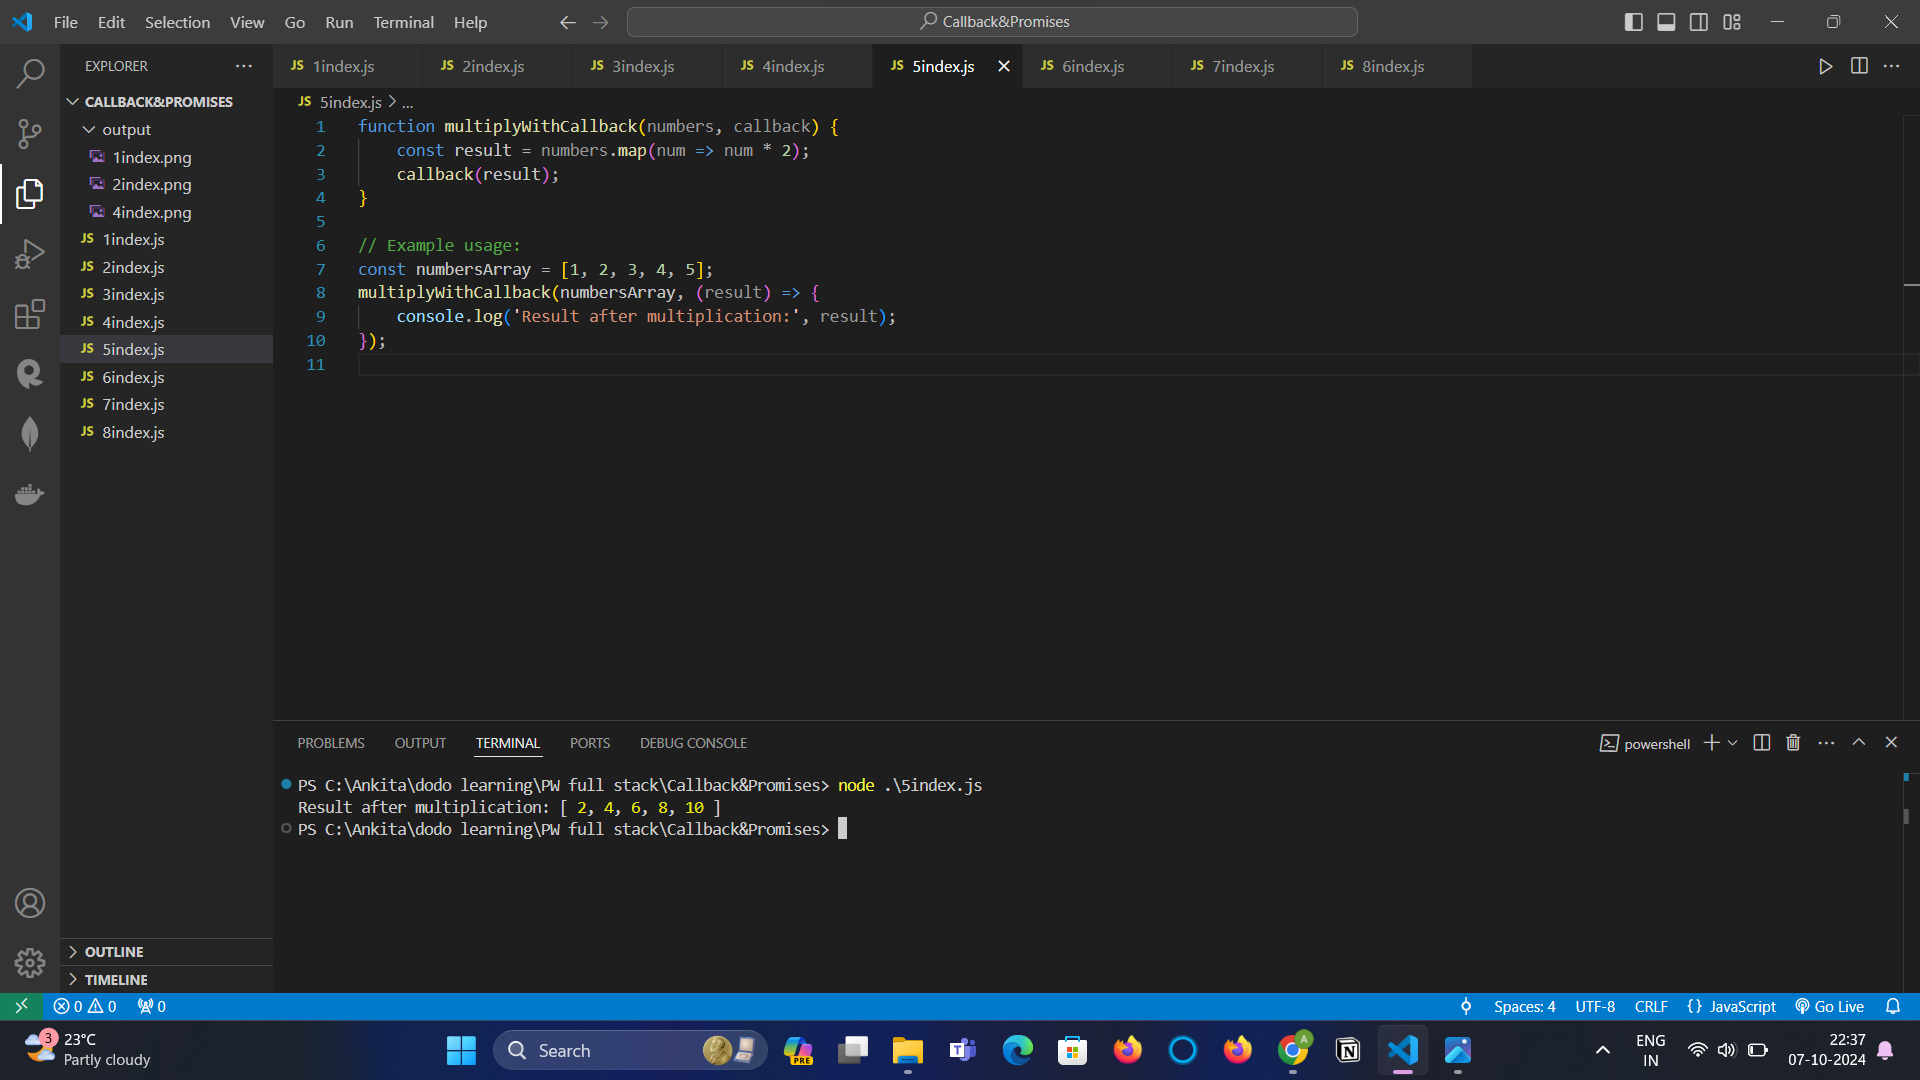 File Edit Selection View Go Run Terminal Help
Callback&Promises
EXPLORER
JS 1index.js JS 2index.js JS 3index.js JS 4index.js JS 5index.js JS 6index.js JS 7index.js JS 8index.js
CALLBACK&PROMISES
output
1index.png
2index.png
4index.png
JS 1index.js
JS 2index.js
JS 3index.js
JS 4index.js
JS 5index.js
JS 6index.js
JS 7index.js
JS 8index.js
OUTLINE
TIMELINE
JS 5index.js > ...
1 function multiplyWithCallback(numbers, callback) {
2 const result = numbers.map(num => num * 2);
3 callback(result);
4 }
5
6 // Example usage:
7 const numbersArray = [1, 2, 3, 4, 5];
8 multiplyWithCallback(numbersArray, (result) => {
9 console.log('Result after multiplication:', result);
10 });
11
PROBLEMS OUTPUT TERMINAL PORTS DEBUG CONSOLE
powershell
PS C:\Ankita\dodo learning\PW full stack\Callback&Promises> node .\5index.js
Result after multiplication: [ 2, 4, 6, 8, 10 ]
PS C:\Ankita\dodo learning\PW full stack\Callback&Promises>
0 0 0
Spaces: 4 UTF-8 CRLF {} JavaScript Go Live
3
23°C
Partly cloudy
Search
PRE
A
ENG
IN
22:37
07-10-2024